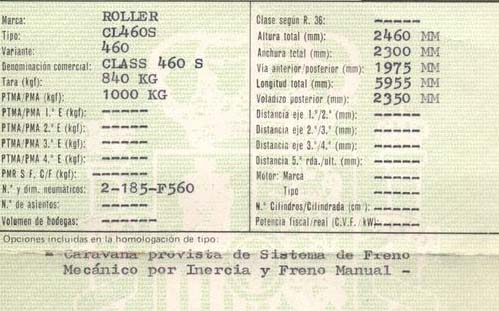 Marca: ROLLER
Tipo: CL460S
Variante: 460
Denominación comercial: CLASS 460 S
Tara (kgf): 840 KG
PTMA/PMA (kgf): 1000 KG
PTMA/PMA 1.º E (kgf): -----
PTMA/PMA 2.º E (kgf): -----
PTMA/PMA 3.º E (kgf): -----
PTMA/PMA 4.º E (kgf): -----
PMR S F, C/F (kgf): -----
N.º y dim. neumáticos: 2-185-F560
N.º de asientos: -----
Volumen de bodegas: -----
Clase según R. 36: -----
Altura total (mm): 2460 MM
Anchura total (mm): 2300 MM
Vía anterior/posterior (mm): 1975 MM
Longitud total (mm): 5955 MM
Voladizo posterior (mm): 2350 MM
Distancia eje 1.º/2.º (mm): -----
Distancia eje 2.º/3.º (mm): -----
Distancia eje 3.º/4.º (mm): -----
Distancia 5.ª rda./últ. (mm): -----
Motor: Marca -----
Tipo -----
N.º Cilindros/Cilindrada (cm³): -----
Potencia fiscal/real (C.V.F./kW): -----
Opciones incluidas en la homologación de tipo:
- Caravana provista de Sistema de Freno
Mecánico por Inercia y Freno Manual -